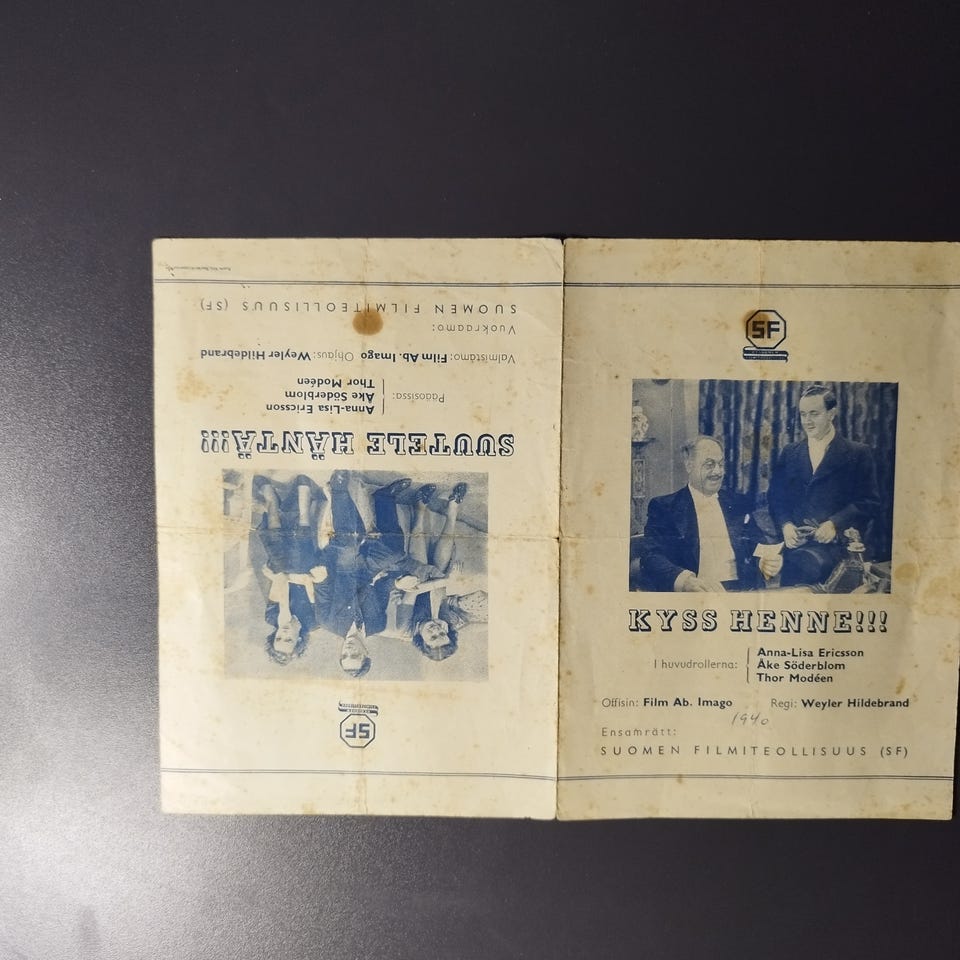 SF
KYSS HENNE!!!
I huvudrollerna:
Anna-Lisa Ericsson
Åke Söderblom
Thor Modéen
Offisin: Film Ab. Imago Regi: Weyler Hildebrand
1940
Ensamrätt:
SUOMEN FILMITEOLLISUUS (SF)
SF
SUUTELE HÄNTÄ!!!
Pääosissa:
Anna-Lisa Ericsson
Åke Söderblom
Thor Modéen
Valmistamo: Film Ab. Imago Ohjaus: Weyler Hildebrand
Vuokraamo:
SUOMEN FILMITEOLLISUUS (SF)